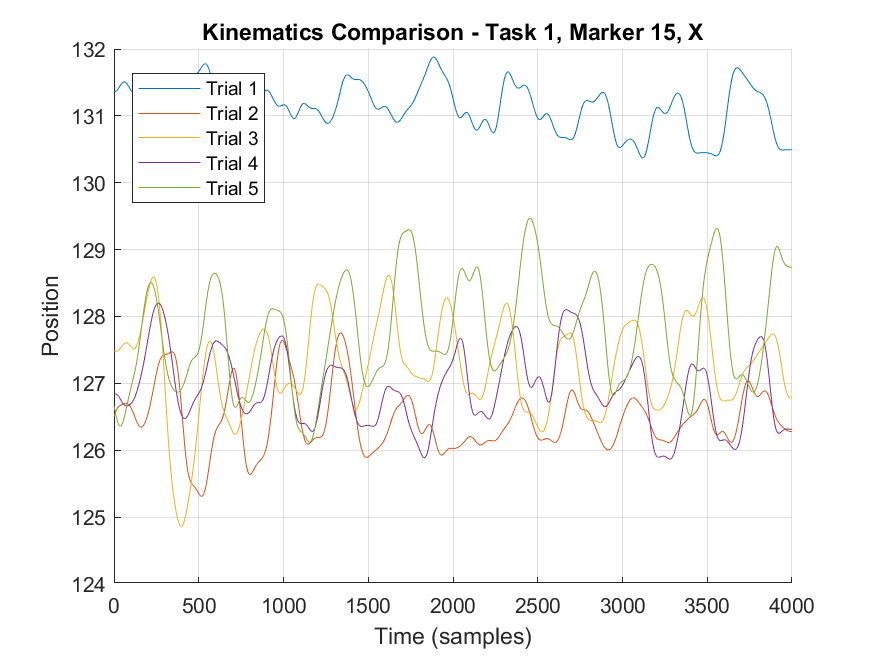 Kinematics Comparison - Task 1, Marker 15, X
132
131
130
129
128
127
126
125
124
Position
Trial 1
Trial 2
Trial 3
Trial 4
Trial 5
0 500 1000 1500 2000 2500 3000 3500 4000
Time (samples)